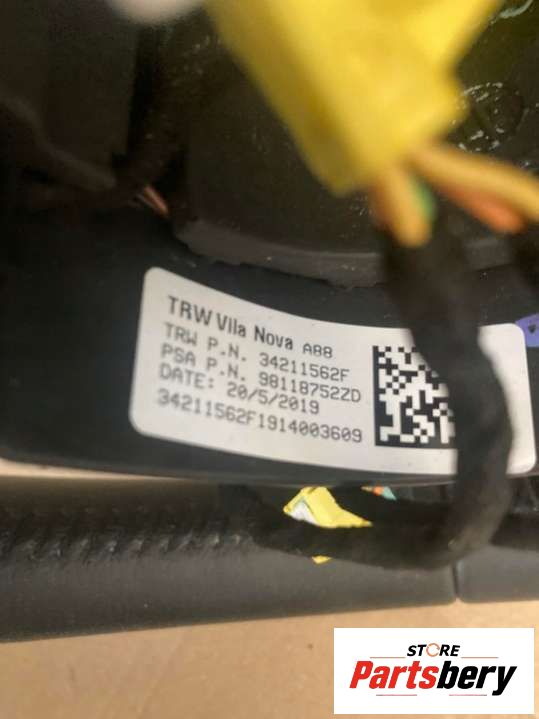 TRW Vila Nova A88
TRW P.N. 34211562F
PSA P.N. 98118752ZD
DATE: 20/5/2019
34211562F1914003609
STORE
Partsbery